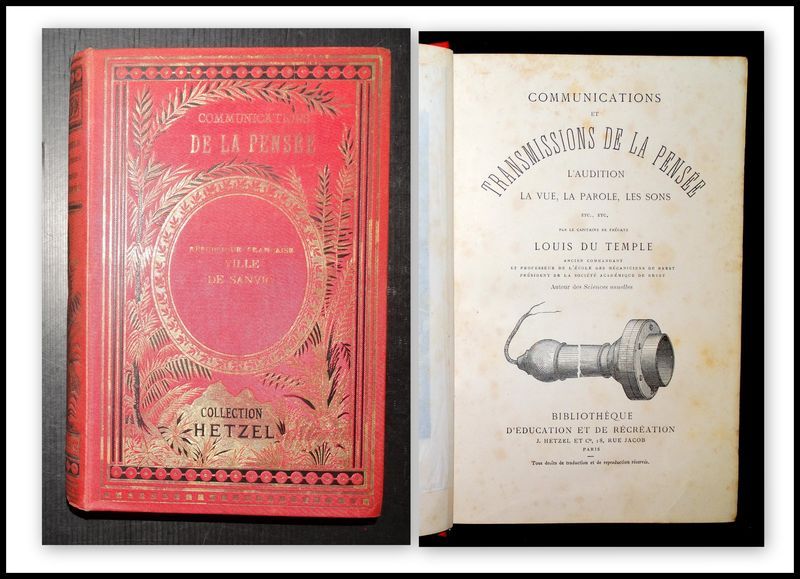 COMMUNICATIONS
DE LA PENSÉE
RÉPUBLIQUE FRANÇAISE
VILLE
DE SANVIC
COLLECTION
HETZEL
COMMUNICATIONS
ET
TRANSMISSIONS DE LA PENSÉE
L'AUDITION
LA VUE, LA PAROLE, LES SONS
ETC., ETC.
PAR LE CAPITAINE DE FRÉGATE
LOUIS DU TEMPLE
ANCIEN COMMANDANT
ET PROFESSEUR DE L'ÉCOLE DES MÉCANICIENS DE BREST
PRÉSIDENT DE LA SOCIÉTÉ ACADÉMIQUE DE BREST
Auteur des Sciences usuelles
BIBLIOTHÈQUE
D'ÉDUCATION ET DE RÉCRÉATION
J. HETZEL ET Cie, 18, RUE JACOB
PARIS
Tous droits de traduction et de reproduction réservés.